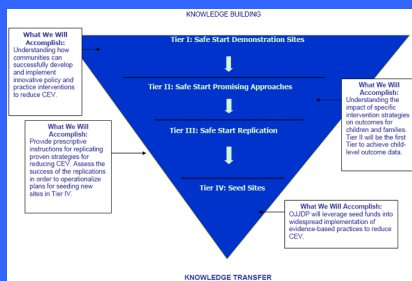 KNOWLEDGE BUILDING
What We Will
Accomplish:
Understanding how
communities can
successfully develop
and implement
innovative policy and
practice interventions
to reduce CEV.
Tier I: Safe Start Demonstration Sites
Tier II: Safe Start Promising Approaches
What We Will
Accomplish:
Understanding the
impact of specific
intervention strategies
on outcomes for
children and families.
Tier II will be the first
Tier to achieve child-
level outcome data.
Tier III: Safe Start Replication
What We Will
Accomplish:
Provide prescriptive
instructions for replicating
proven strategies for
reducing CEV. Assess the
success of the replications
in order to operationalize
plans for seeding new
sites in Tier IV.
Tier IV: Seed Sites
What We Will Accomplish:
OJJDP will leverage seed funds into
widespread implementation of
evidence-based practices to reduce
CEV.
KNOWLEDGE TRANSFER